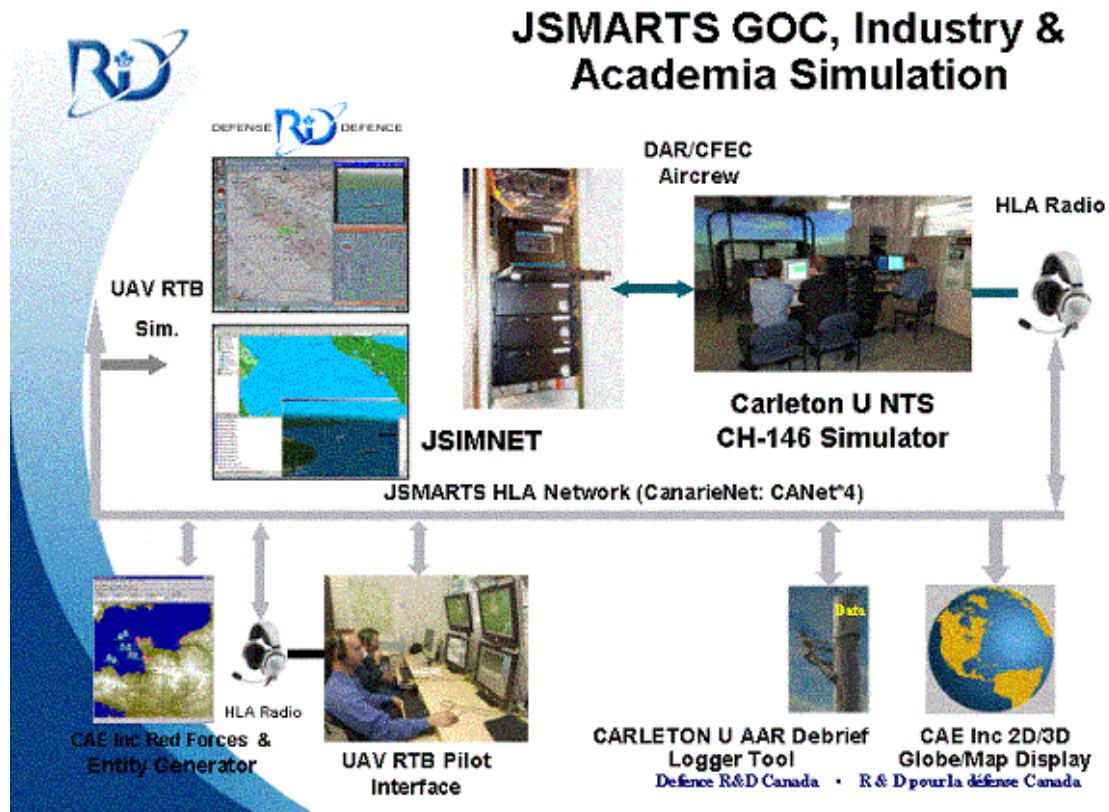 JSMARTS GOC, Industry &
Academia Simulation
RD
DEFENSE RD DEFENCE
DAR/CFEC
Aircrew
HLA Radio
UAV RTB
Sim.
JSIMNET
Carleton U NTS
CH-146 Simulator
JSMARTS HLA Network (CanarieNet: CANet*4)
Data
HLA Radio
CAE Inc Red Forces &
Entity Generator
UAV RTB Pilot
Interface
CARLETON U AAR Debrief
Logger Tool
CAE Inc 2D/3D
Globe/Map Display
Defence R&D Canada • R & D pour la défense Canada